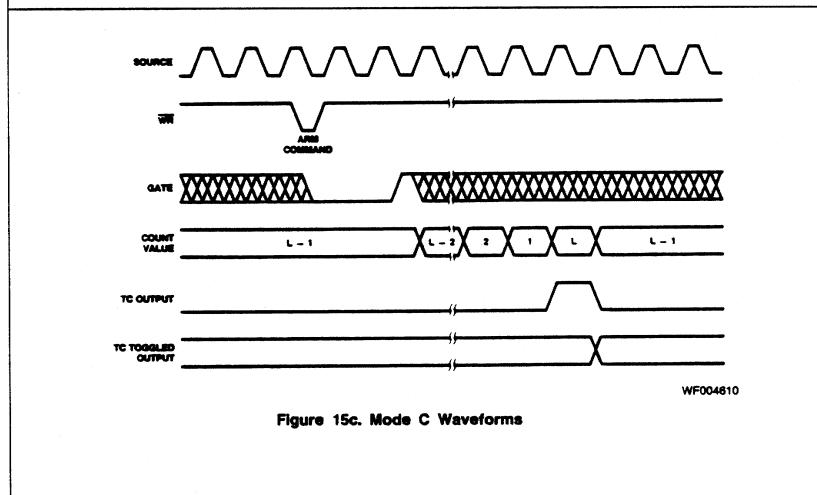 SOURCE
WR
ARM
COMMAND
GATE
COUNT
VALUE
L – 1
L – 2
2
1
L
L – 1
TC OUTPUT
TC TOGGLED
OUTPUT
WF004610
Figure 15c. Mode C Waveforms